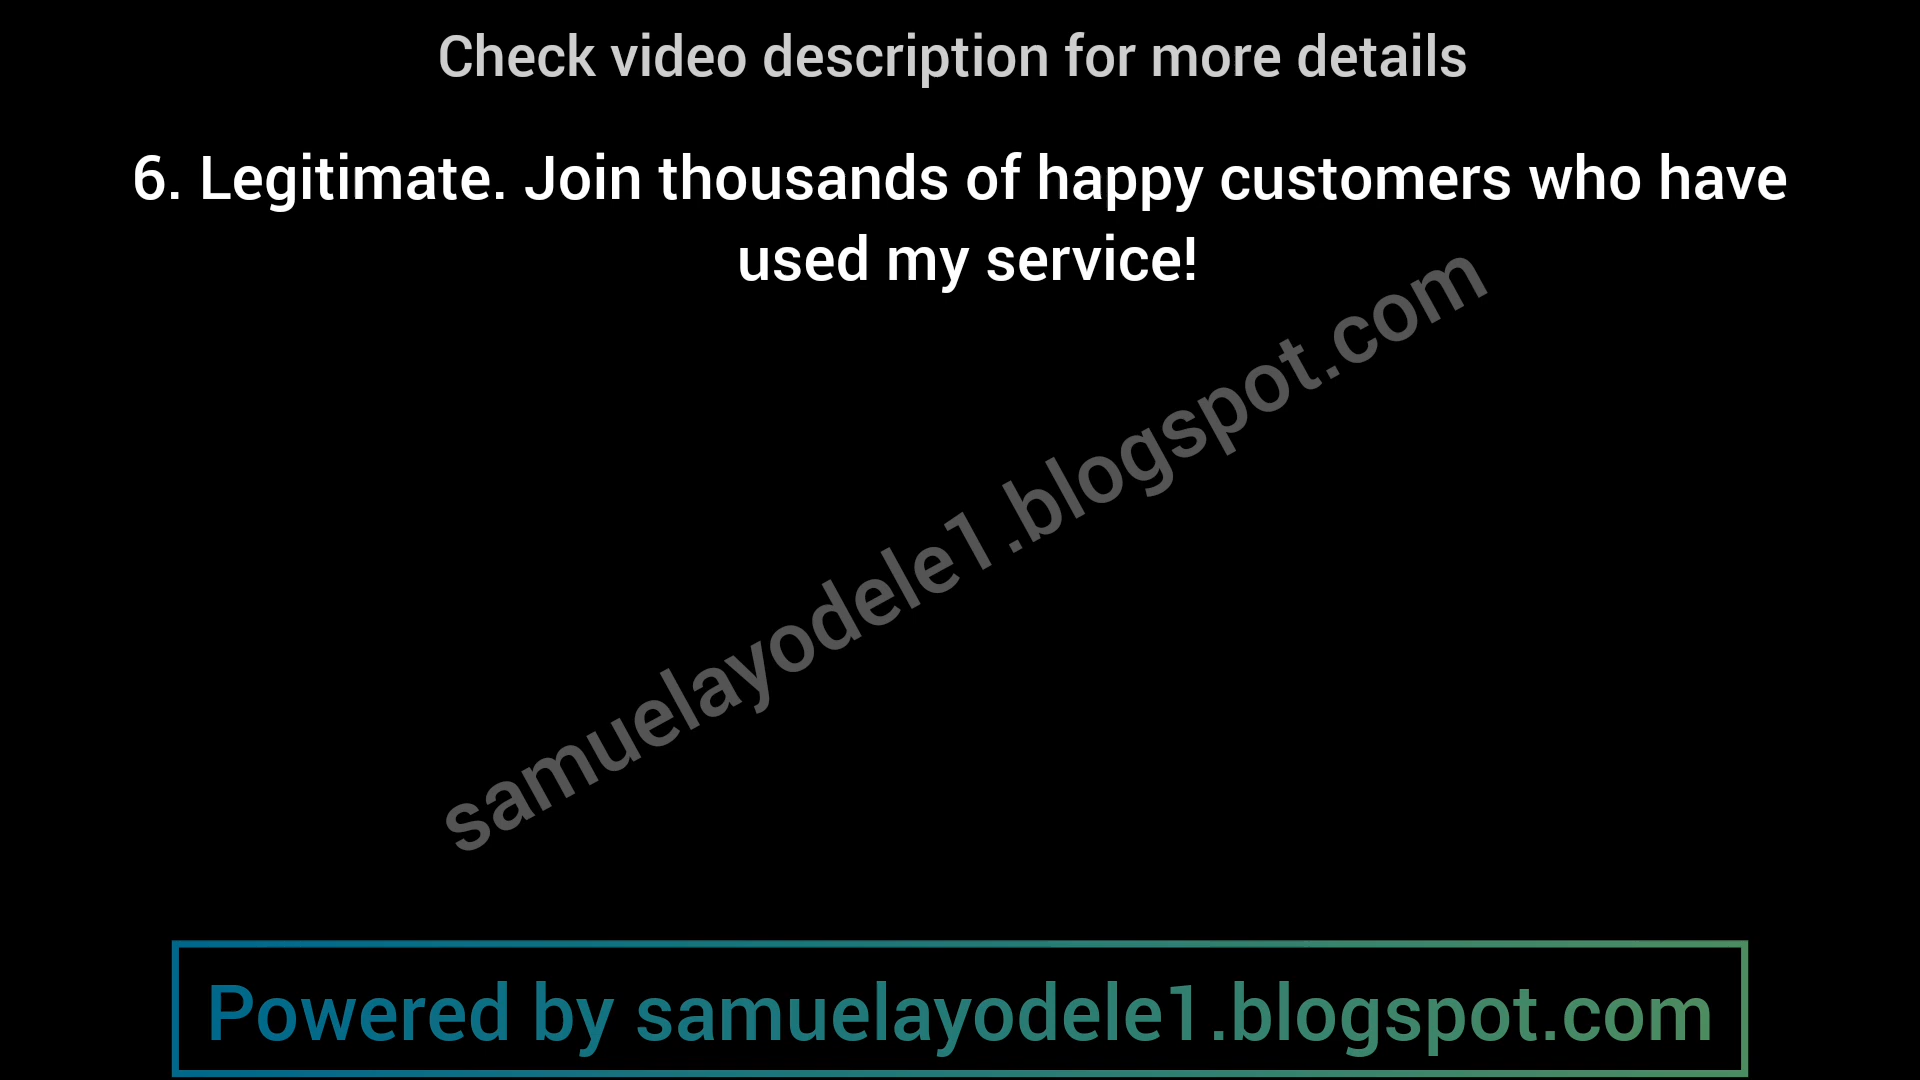 Check video description for more details
6. Legitimate. Join thousands of happy customers who have
used my service!
samuelayodele1.blogspot.com
Powered by samuelayodele1.blogspot.com